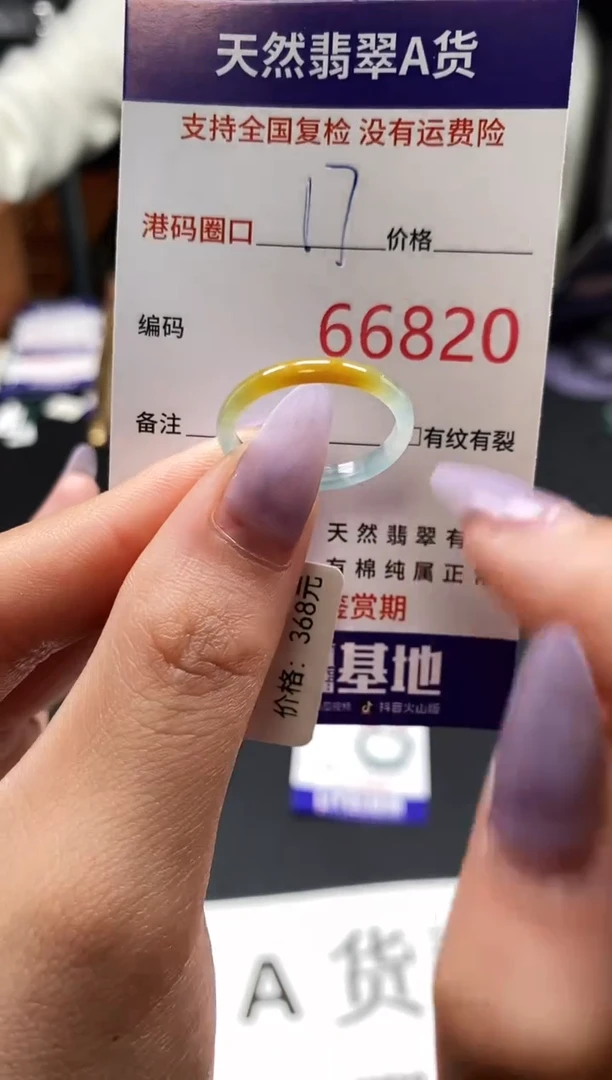 天然翡翠A货
支持全国复检 没有运费险
港码圈口 17 价格
编码 66820
备注 有纹有裂
天然翡翠有
有棉纯属正
鉴赏期
价格：368元
基地
抖音火山版
A货